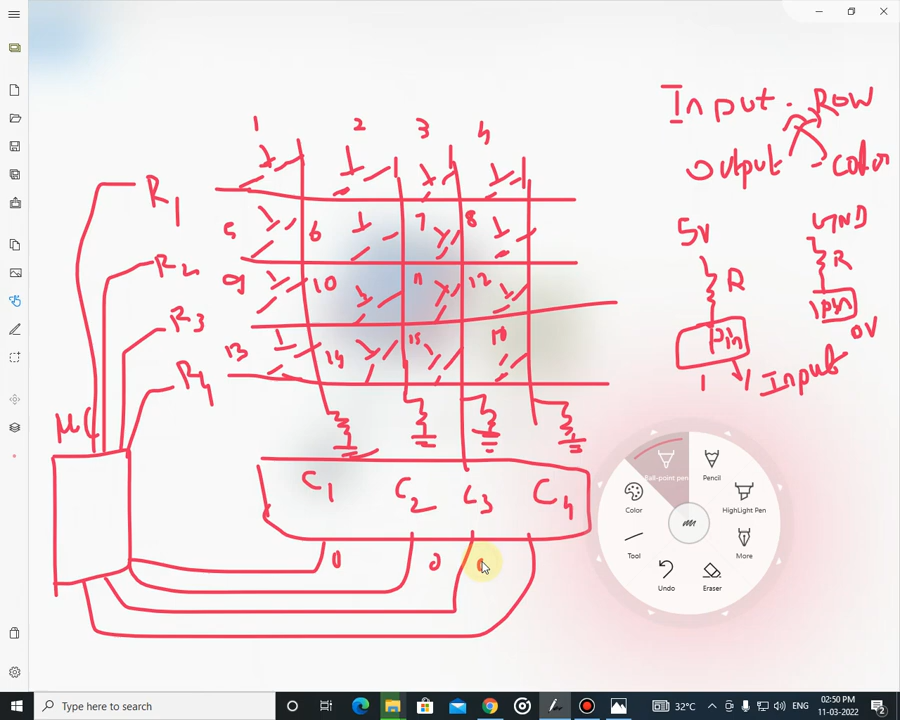 Input - Row
Output - Color
1 2 3 4
R1
5 6 7 8
R2
9 10 11 12
R3
13 14 15 16
R4
5V
R
Pin
1
Input
GND
R
Pin
0V
MC
C1 C2 C3 C4
0 0 0
Ball-point pen
Pencil
Color
HighLight Pen
Tool
More
Undo
Eraser
Type here to search
32°C
ENG
02:50 PM
11-03-2022
2